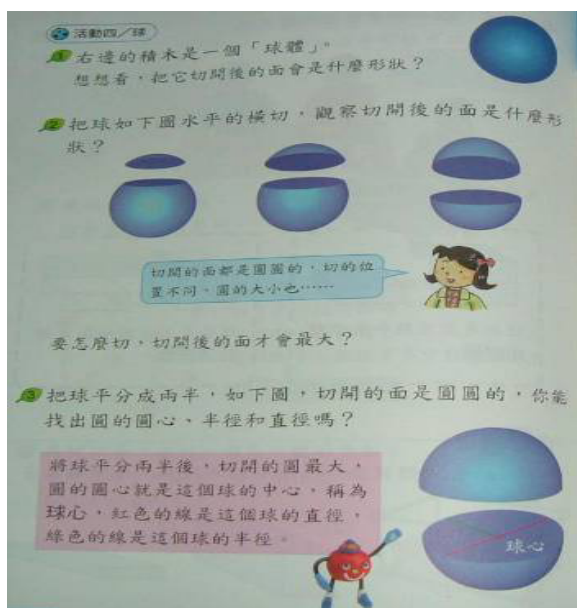 活動四／球
1 右邊的積木是一個「球體」。
想想看，把它切開後的面會是什麼形狀？
2 把球如下圖水平的橫切，觀察切開後的面是什麼形
狀？
切開的面都是圓圓的，切的位
置不同，圓的大小也……
要怎麼切，切開後的面才會最大？
3 把球平分成兩半，如下圖，切開的面是圓圓的，你能
找出圓的圓心、半徑和直徑嗎？
將球平分兩半後，切開的圓最大，
圓的圓心就是這個球的中心，稱為
球心，紅色的線是這個球的直徑，
綠色的線是這個球的半徑。
球心